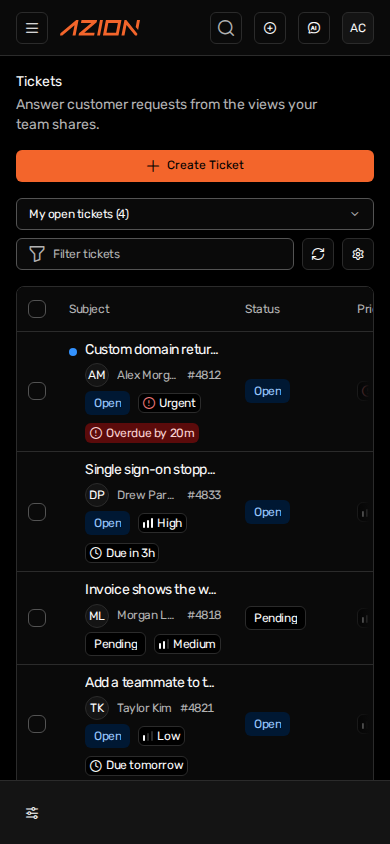 AZION
AI
AC
Tickets
Answer customer requests from the views your
team shares.
Create Ticket
My open tickets (4)
Filter tickets
Subject Status Pri
Custom domain retur...
AM Alex Morg... #4812
Open Urgent Open
Overdue by 20m
Single sign-on stopp...
DP Drew Par... #4833
Open High Open
Due in 3h
Invoice shows the w...
ML Morgan L... #4818 Pending
Pending Medium
Add a teammate to t...
TK Taylor Kim #4821
Open Low Open
Due tomorrow